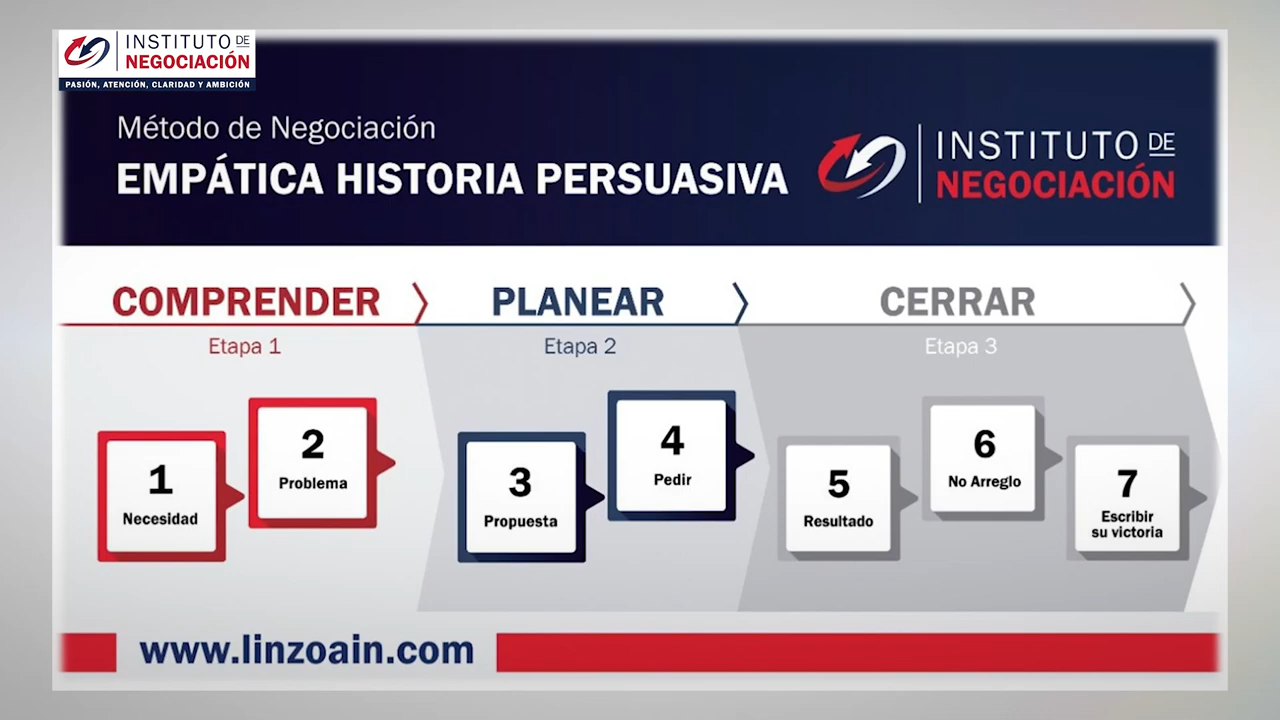 INSTITUTO DE
NEGOCIACIÓN
PASIÓN, ATENCIÓN, CLARIDAD Y AMBICIÓN
Método de Negociación
EMPÁTICA HISTORIA PERSUASIVA
INSTITUTO DE
NEGOCIACIÓN
COMPRENDER
Etapa 1
1
Necesidad
2
Problema
PLANEAR
Etapa 2
3
Propuesta
4
Pedir
CERRAR
Etapa 3
5
Resultado
6
No Arreglo
7
Escribir
su victoria
www.linzoain.com